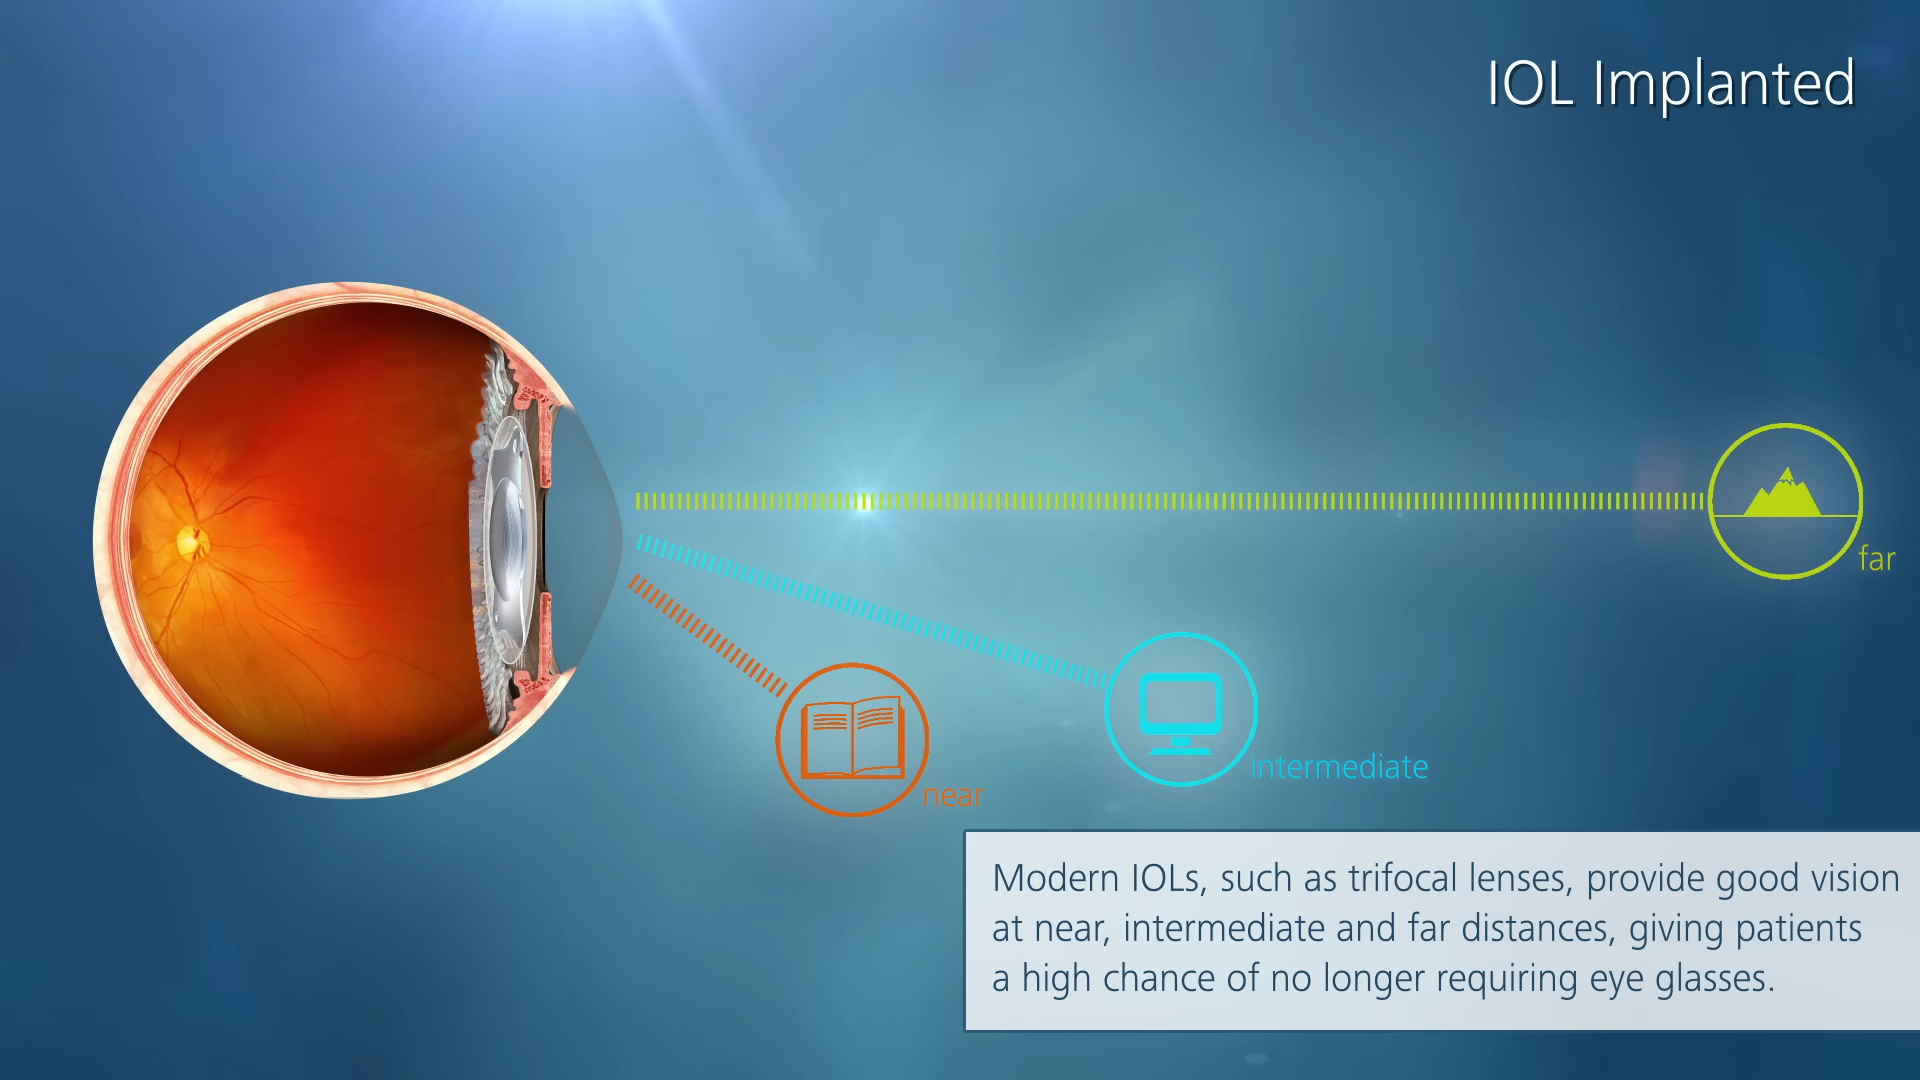 IOL Implanted
far
intermediate
near
Modern IOLs, such as trifocal lenses, provide good vision
at near, intermediate and far distances, giving patients
a high chance of no longer requiring eye glasses.